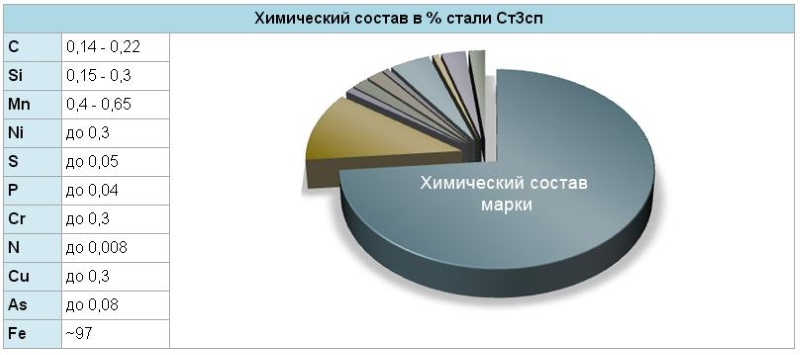 Химический состав в % стали Ст3сп
C 0,14 - 0,22
Si 0,15 - 0,3
Mn 0,4 - 0,65
Ni до 0,3
S до 0,05
P до 0,04
Cr до 0,3
N до 0,008
Cu до 0,3
As до 0,08
Fe ~97
Химический состав
марки